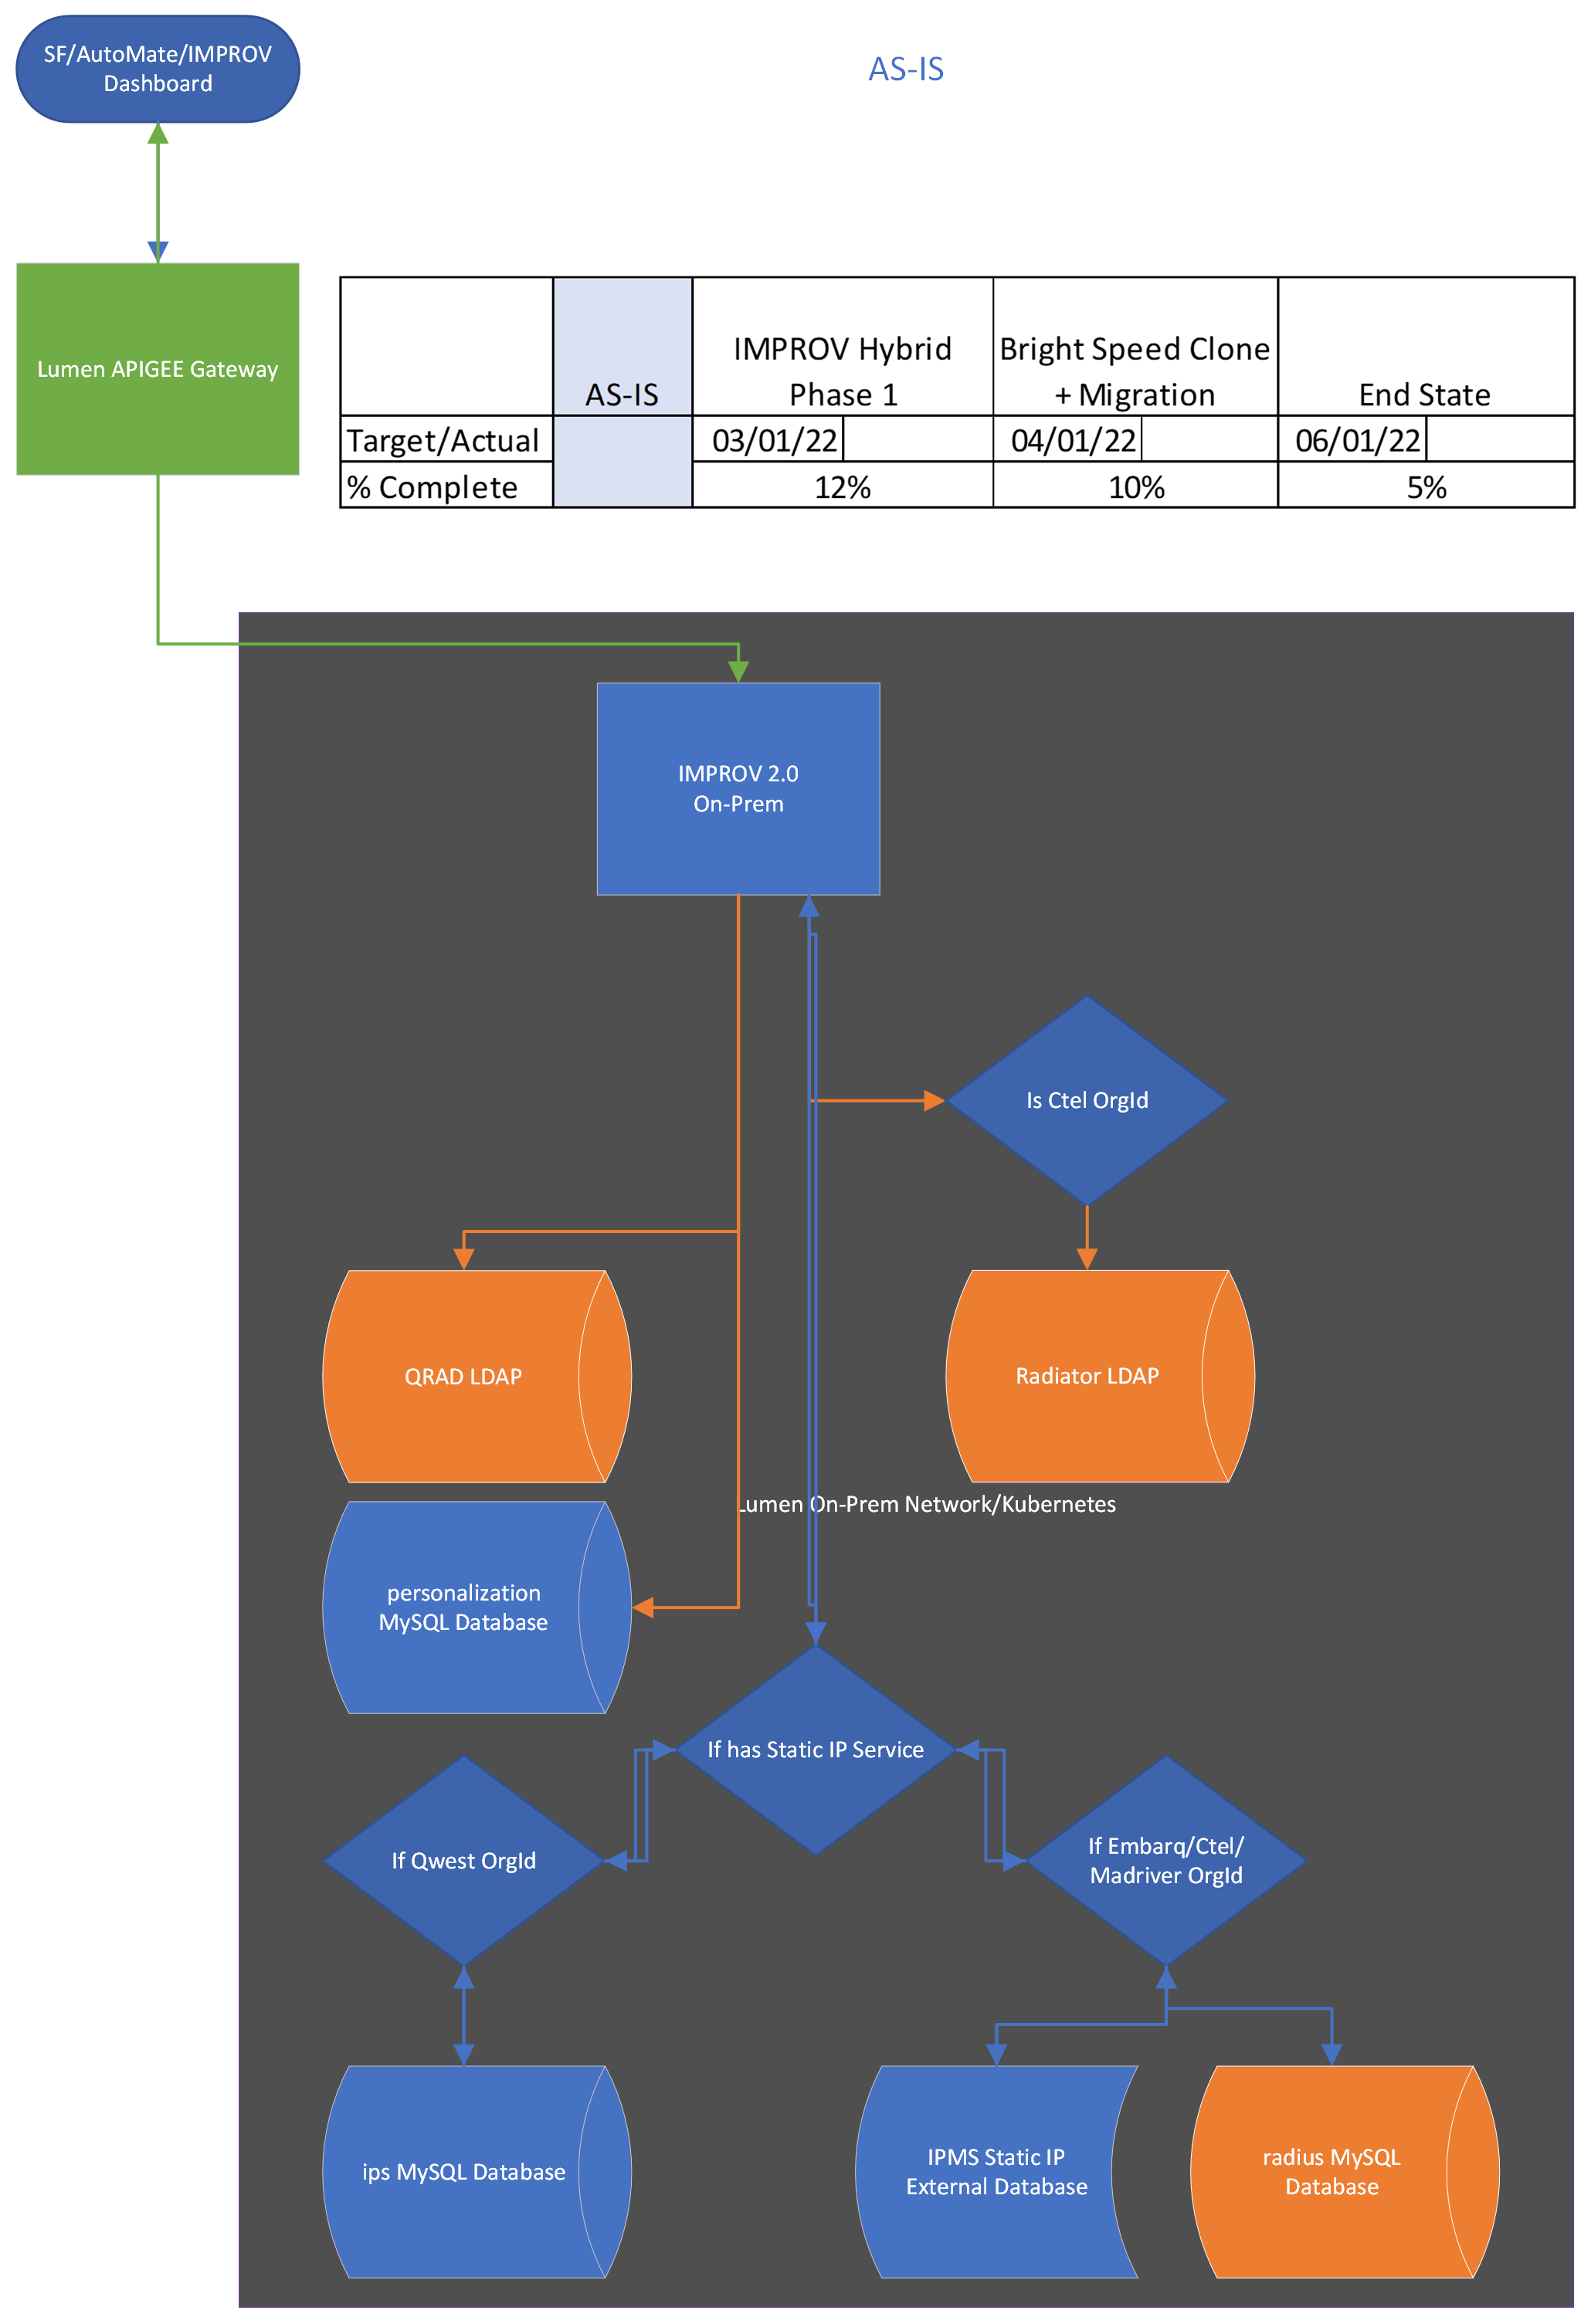 SF/AutoMate/IMPROV
Dashboard
AS-IS
Lumen APIGEE Gateway
AS-IS
IMPROV Hybrid
Phase 1
Bright Speed Clone
+ Migration
End State
Target/Actual
03/01/22
04/01/22
06/01/22
% Complete
12%
10%
5%
IMPROV 2.0
On-Prem
Is Ctel OrgId
QRAD LDAP
Radiator LDAP
Lumen On-Prem Network/Kubernetes
personalization
MySQL Database
If has Static IP Service
If Qwest OrgId
If Embarq/Ctel/
Madriver OrgId
ips MySQL Database
IPMS Static IP
External Database
radius MySQL
Database